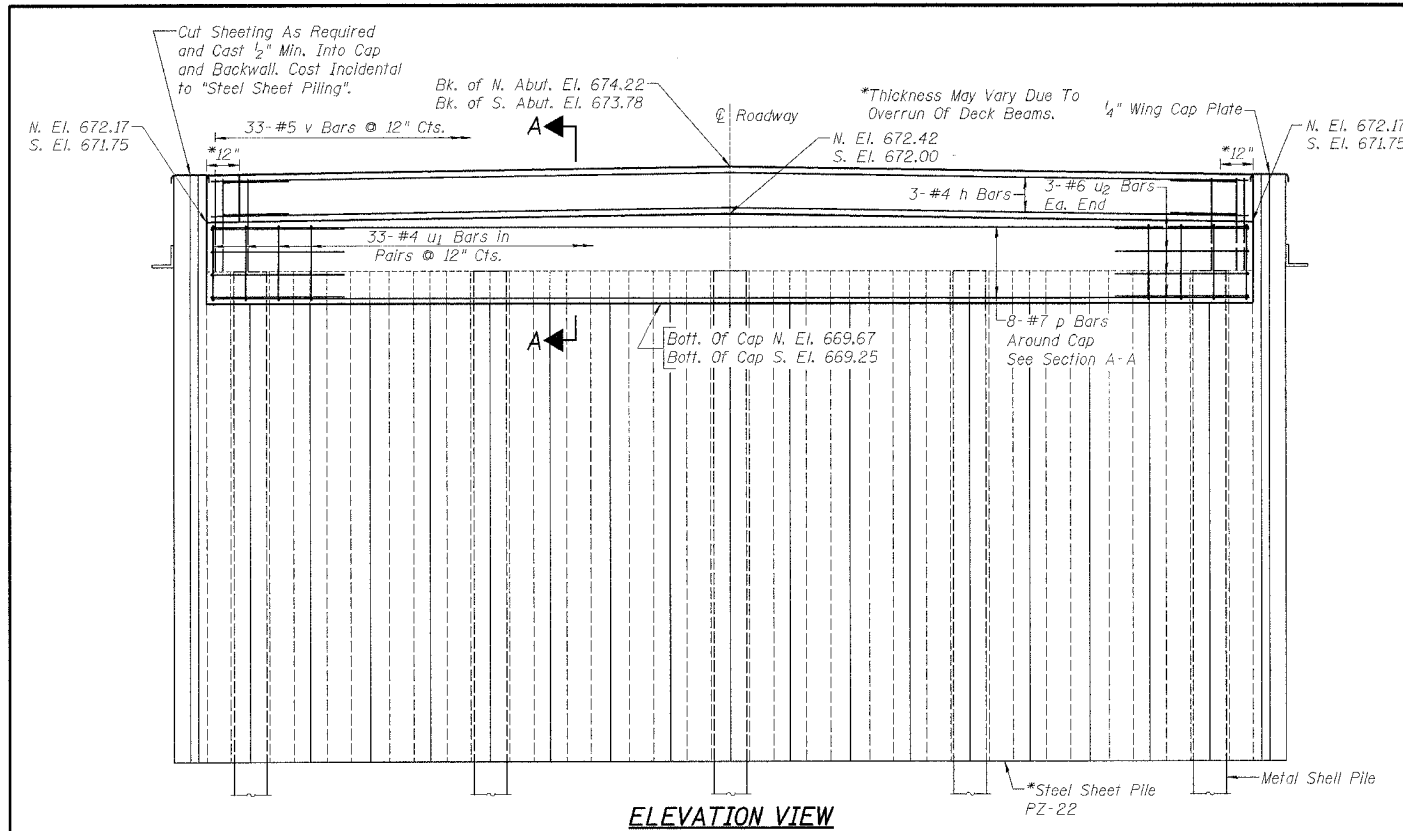 Cut Sheeting As Required
and Cast 1/2" Min. Into Cap
and Backwall. Cost Incidental
to "Steel Sheet Piling".
Bk. of N. Abut. El. 674.22
Bk. of S. Abut. El. 673.78
℄ Roadway
*Thickness May Vary Due To
Overrun Of Deck Beams.
1/4" Wing Cap Plate
N. El. 672.17
S. El. 671.75
33-#5 v Bars @ 12" Cts.
A
N. El. 672.42
S. El. 672.00
N. El. 672.17
S. El. 671.75
*12"
*12"
3-#4 h Bars
3-#6 u2 Bars
Ea. End
33-#4 u1 Bars in
Pairs @ 12" Cts.
A
Bott. Of Cap N. El. 669.67
Bott. Of Cap S. El. 669.25
8-#7 p Bars
Around Cap
See Section A-A
Metal Shell Pile
*Steel Sheet Pile
PZ-22
ELEVATION VIEW